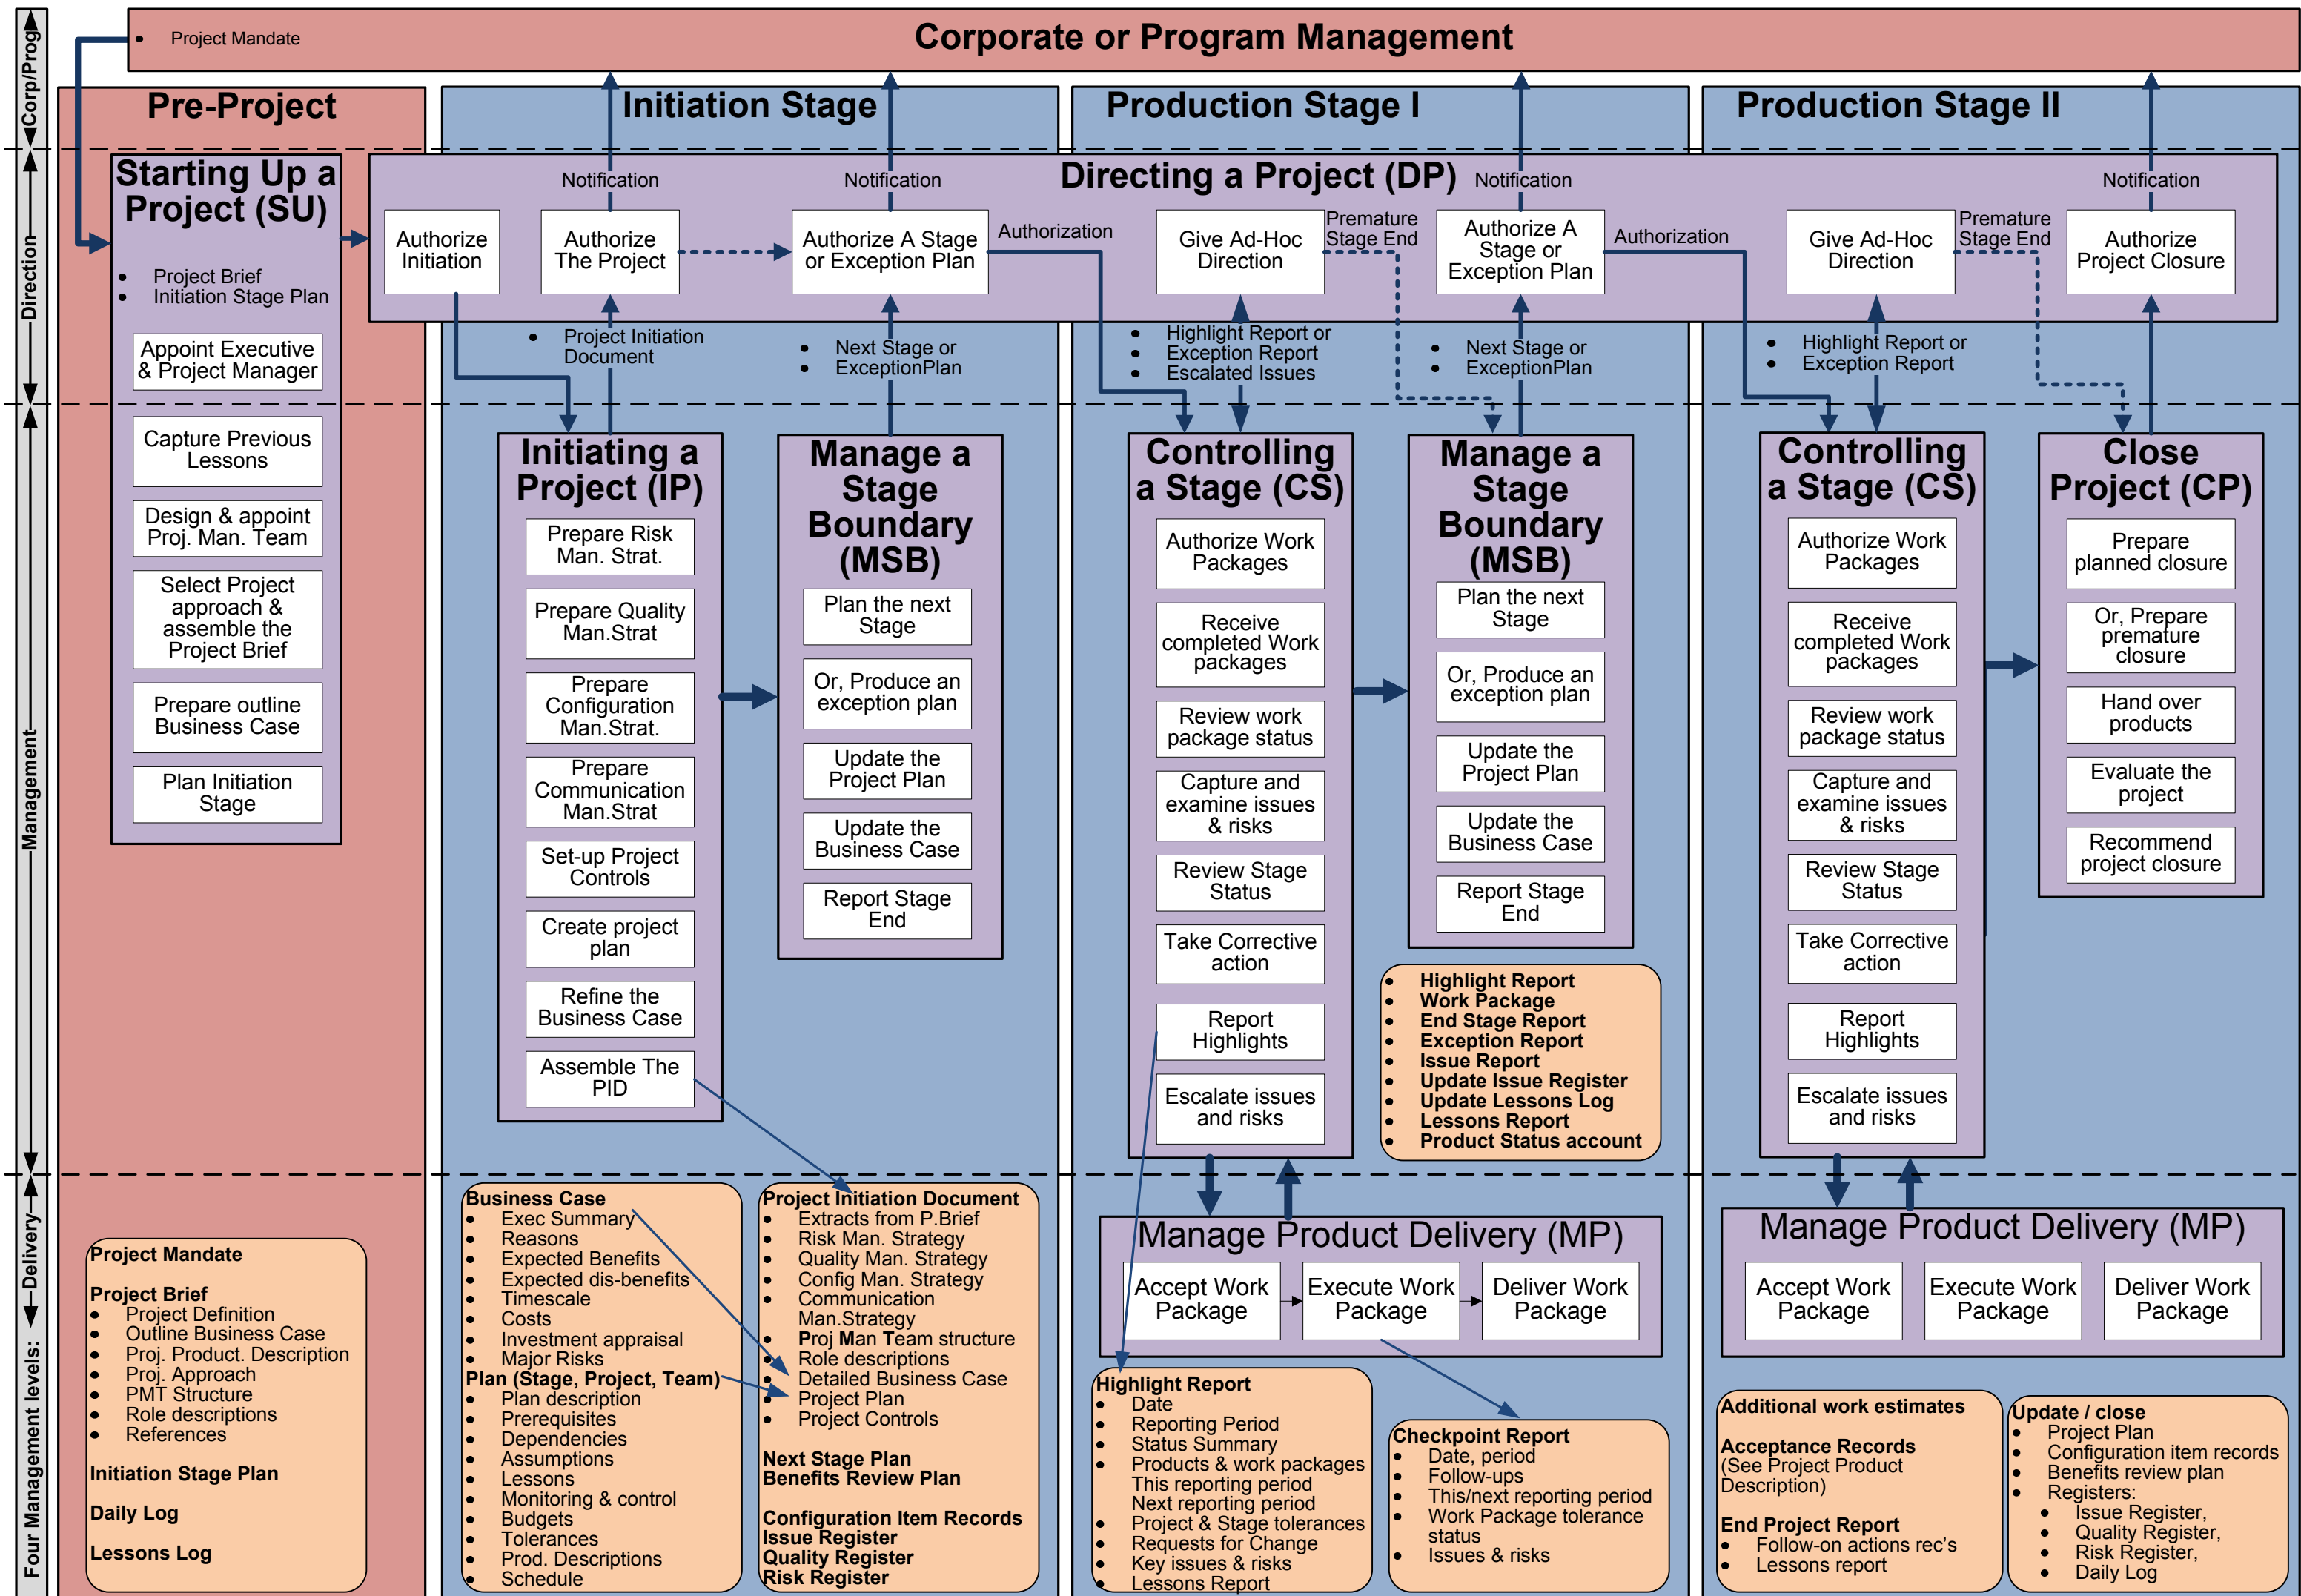 Corp/Prog
Direction
Management
Delivery
Four Management levels:
Project Mandate
Corporate or Program Management
Pre-Project
Initiation Stage
Production Stage I
Production Stage II
Starting Up a
Project (SU)
Project Brief
Initiation Stage Plan
Appoint Executive
& Project Manager
Capture Previous
Lessons
Design & appoint
Proj. Man. Team
Select Project
approach &
assemble the
Project Brief
Prepare outline
Business Case
Plan Initiation
Stage
Directing a Project (DP)
Notification
Notification
Notification
Notification
Authorize
Initiation
Authorize
The Project
Authorize A Stage
or Exception Plan
Authorization
Give Ad-Hoc
Direction
Premature
Stage End
Authorize A
Stage or
Exception Plan
Authorization
Give Ad-Hoc
Direction
Premature
Stage End
Authorize
Project Closure
Project Initiation
Document
Next Stage or
ExceptionPlan
Highlight Report or
Exception Report
Escalated Issues
Next Stage or
ExceptionPlan
Highlight Report or
Exception Report
Initiating a
Project (IP)
Prepare Risk
Man. Strat.
Prepare Quality
Man.Strat
Prepare
Configuration
Man.Strat.
Prepare
Communication
Man.Strat
Set-up Project
Controls
Create project
plan
Refine the
Business Case
Assemble The
PID
Manage a
Stage
Boundary
(MSB)
Plan the next
Stage
Or, Produce an
exception plan
Update the
Project Plan
Update the
Business Case
Report Stage
End
Controlling
a Stage (CS)
Authorize Work
Packages
Receive
completed Work
packages
Review work
package status
Capture and
examine issues
& risks
Review Stage
Status
Take Corrective
action
Report
Highlights
Escalate issues
and risks
Manage a
Stage
Boundary
(MSB)
Plan the next
Stage
Or, Produce an
exception plan
Update the
Project Plan
Update the
Business Case
Report Stage
End
Highlight Report
Work Package
End Stage Report
Exception Report
Issue Report
Update Issue Register
Update Lessons Log
Lessons Report
Product Status account
Controlling
a Stage (CS)
Authorize Work
Packages
Receive
completed Work
packages
Review work
package status
Capture and
examine issues
& risks
Review Stage
Status
Take Corrective
action
Report
Highlights
Escalate issues
and risks
Close
Project (CP)
Prepare
planned closure
Or, Prepare
premature
closure
Hand over
products
Evaluate the
project
Recommend
project closure
Project Mandate
Project Brief
Project Definition
Outline Business Case
Proj. Product. Description
Proj. Approach
PMT Structure
Role descriptions
References
Initiation Stage Plan
Daily Log
Lessons Log
Business Case
Exec Summary
Reasons
Expected Benefits
Expected dis-benefits
Timescale
Costs
Investment appraisal
Major Risks
Plan (Stage, Project, Team)
Plan description
Prerequisites
Dependencies
Assumptions
Lessons
Monitoring & control
Budgets
Tolerances
Prod. Descriptions
Schedule
Project Initiation Document
Extracts from P.Brief
Risk Man. Strategy
Quality Man. Strategy
Config Man. Strategy
Communication
Man.Strategy
Proj Man Team structure
Role descriptions
Detailed Business Case
Project Plan
Project Controls
Next Stage Plan
Benefits Review Plan
Configuration Item Records
Issue Register
Quality Register
Risk Register
Manage Product Delivery (MP)
Accept Work
Package
Execute Work
Package
Deliver Work
Package
Highlight Report
Date
Reporting Period
Status Summary
Products & work packages
This reporting period
Next reporting period
Project & Stage tolerances
Requests for Change
Key issues & risks
Lessons Report
Checkpoint Report
Date, period
Follow-ups
This/next reporting period
Work Package tolerance
status
Issues & risks
Manage Product Delivery (MP)
Accept Work
Package
Execute Work
Package
Deliver Work
Package
Additional work estimates
Acceptance Records
(See Project Product
Description)
End Project Report
Follow-on actions rec's
Lessons report
Update / close
Project Plan
Configuration item records
Benefits review plan
Registers:
Issue Register,
Quality Register,
Risk Register,
Daily Log